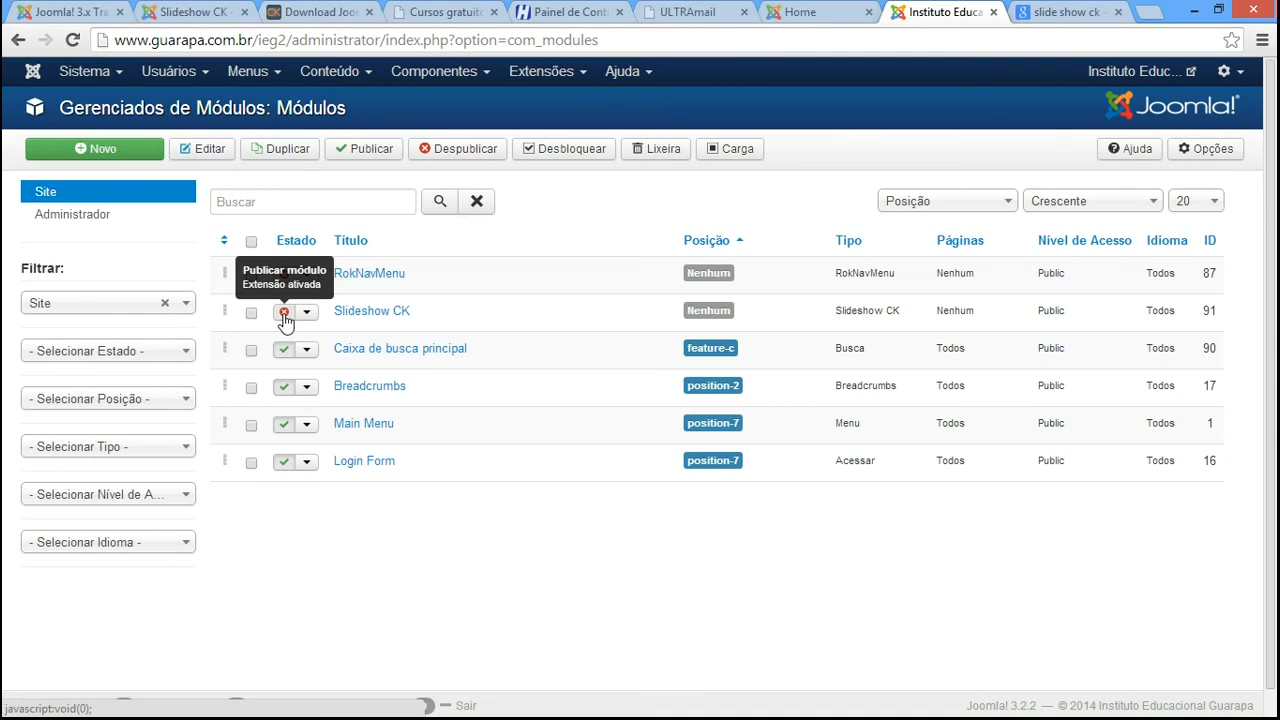 Joomla! 3.x Tra
Slideshow CK -
Download Joo
Cursos gratuito
Painel de Cont
ULTRAmail
Home
Instituto Educa
slide show ck -
www.guarapa.com.br/ieg2/administrator/index.php?option=com_modules
Sistema Usuários Menus Conteúdo Componentes Extensões Ajuda Instituto Educ...
Gerenciados de Módulos: Módulos Joomla!
Novo Editar Duplicar Publicar Despublicar Desbloquear Lixeira Carga Ajuda Opções
Site
Administrador
Filtrar:
Site
- Selecionar Estado -
- Selecionar Posição -
- Selecionar Tipo -
- Selecionar Nível de A...
- Selecionar Idioma -
Buscar Posição Crescente 20
Estado Título Posição Tipo Páginas Nível de Acesso Idioma ID
Publicar módulo
Extensão ativada
RokNavMenu Nenhum RokNavMenu Nenhum Public Todos 87
Slideshow CK Nenhum Slideshow CK Nenhum Public Todos 91
Caixa de busca principal feature-c Busca Todos Public Todos 90
Breadcrumbs position-2 Breadcrumbs Todos Public Todos 17
Main Menu position-7 Menu Todos Public Todos 1
Login Form position-7 Acessar Todos Public Todos 16
javascript:void(0);
Sair
Joomla! 3.2.2 — © 2014 Instituto Educacional Guarapa